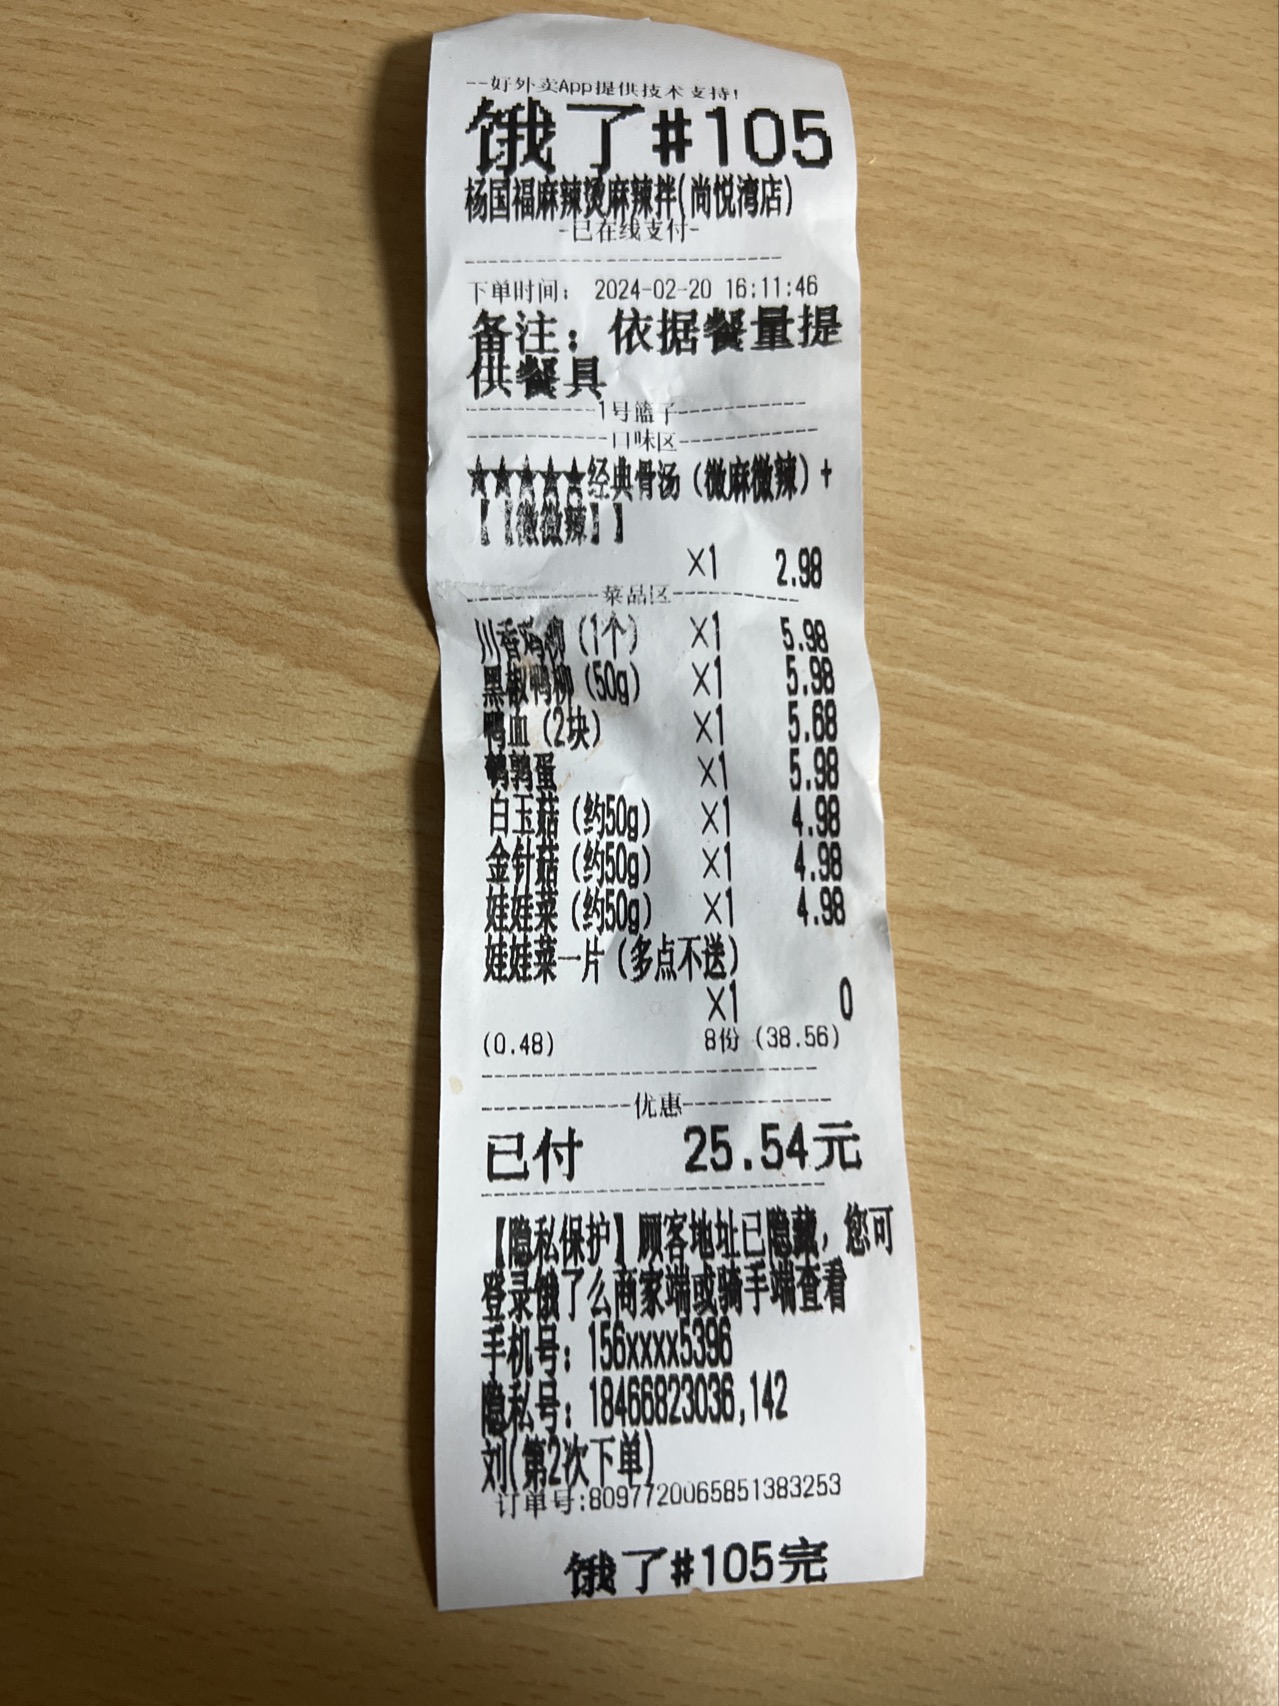 --好外卖App提供技术支持!
饿了#105
杨国福麻辣烫麻辣拌(尚悦湾店)
-已在线支付-
--------------------------------
下单时间: 2024-02-20 16:11:46
备注: 依据餐量提
供餐具
------------1号篮子------------
-------------口味区-------------
★★★★★经典骨汤(微麻微辣)+
【【微微辣】】
X1 2.98
-------------菜品区-------------
川香鸡柳(1个) X1 5.98
黑椒鸭柳(50g) X1 5.98
鸭血(2块) X1 5.68
鹌鹑蛋 X1 5.98
白玉菇(约50g) X1 4.98
金针菇(约50g) X1 4.98
娃娃菜(约50g) X1 4.98
娃娃菜一片(多点不送)
X1 0
(0.48) 8份 (38.56)
--------------------------------
--------------优惠--------------
已付 25.54元
--------------------------------
【隐私保护】顾客地址已隐藏, 您可
登录饿了么商家端或骑手端查看
手机号: 156xxxx5396
隐私号: 18466823036,142
刘(第2次下单)
订单号:8097720065851383253
饿了#105完